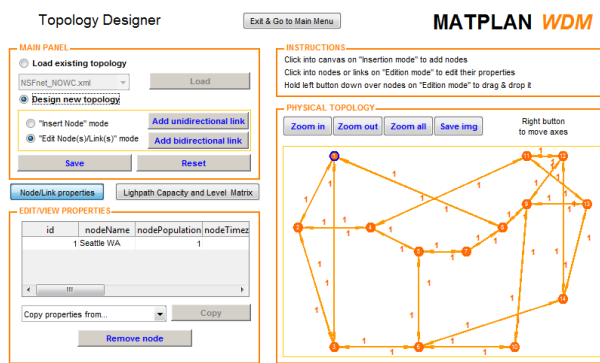 Topology Designer
Exit & Go to Main Menu
MATPLAN WDM
MAIN PANEL
Load existing topology
NSFnet_NOWC.xml
Load
Design new topology
"Insert Node" mode
Add unidirectional link
"Edit Node(s)/Link(s)" mode
Add bidirectional link
Save
Reset
Node/Link properties
Lighpath Capacity and Level Matrix
EDIT/VIEW PROPERTIES
id nodeName nodePopulation nodeTimez
1 Seattle WA 1
Copy properties from...
Copy
Remove node
INSTRUCTIONS
Click into canvas on "Insertion mode" to add nodes
Click into nodes or links on "Edition mode" to edit their properties
Hold left button down over nodes on "Edition mode" to drag & drop it
PHYSICAL TOPOLOGY
Zoom in
Zoom out
Zoom all
Save img
Right button
to move axes